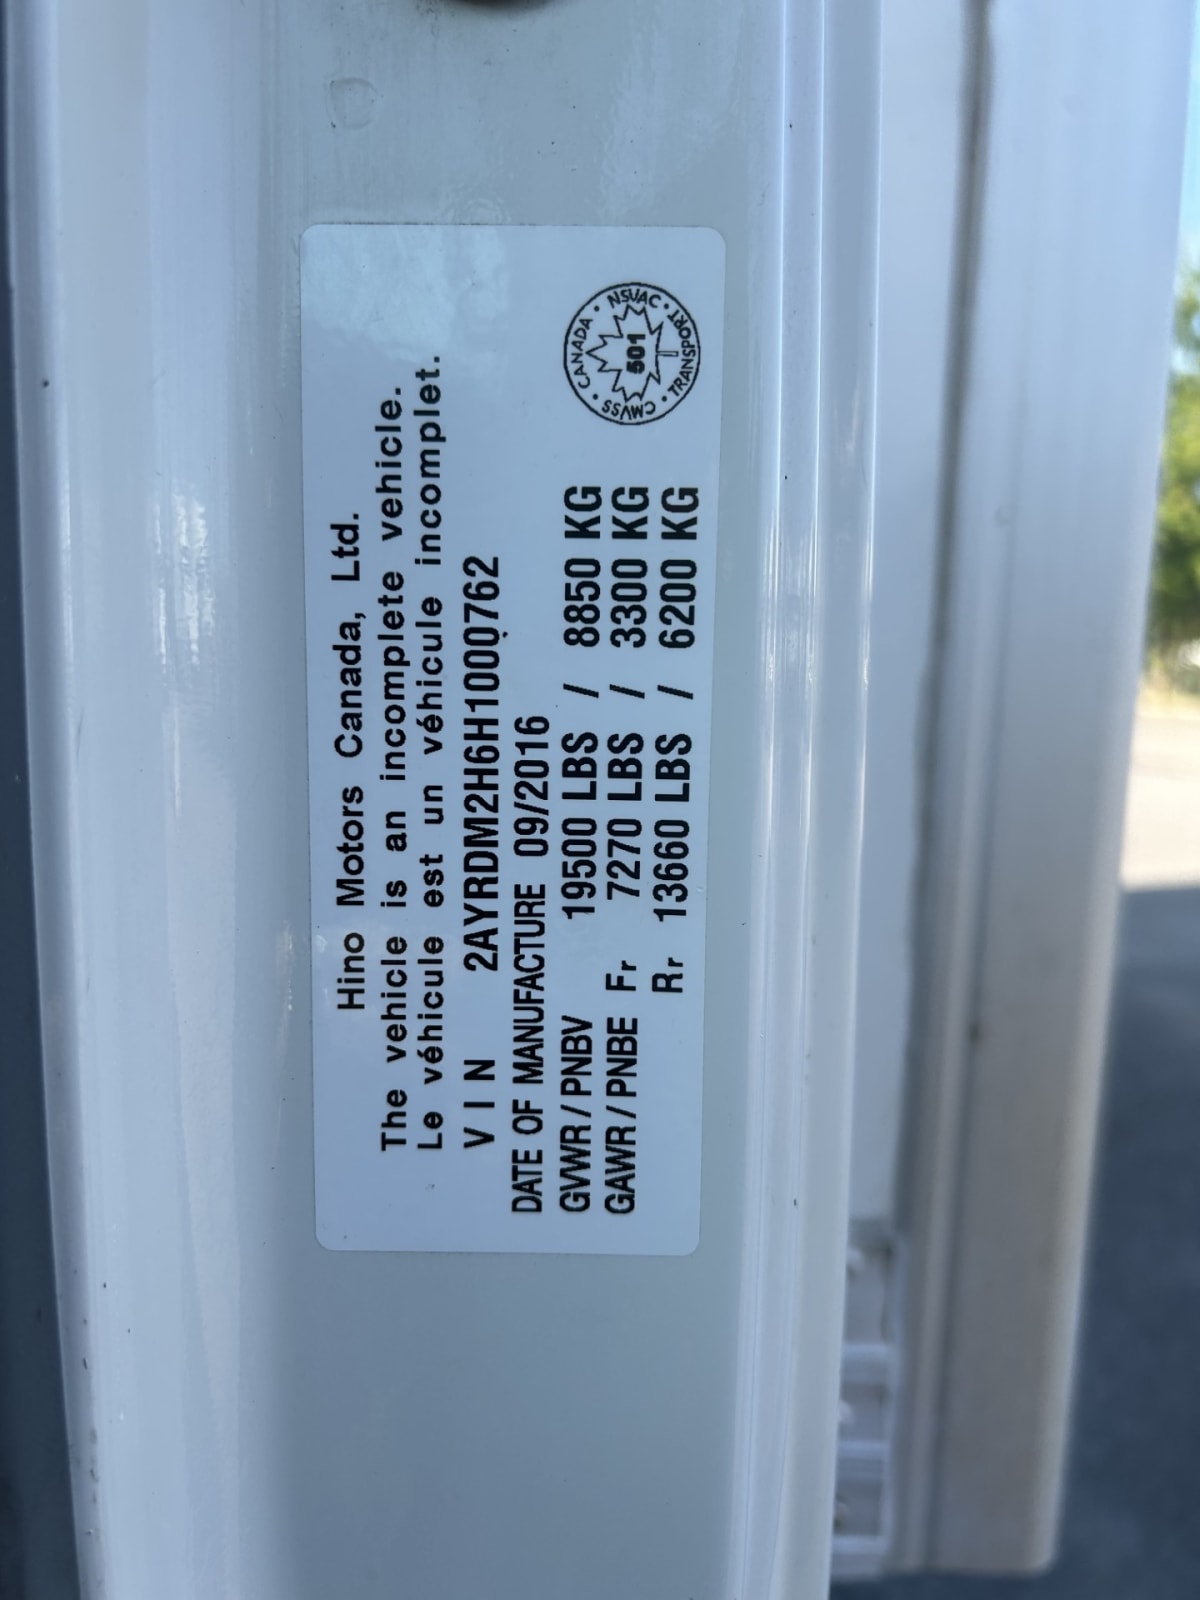 Hino Motors Canada, Ltd.
The vehicle is an incomplete vehicle.
Le véhicule est un véhicule incomplet.
VIN 2AYRDM2H6H1000762
DATE OF MANUFACTURE 09/2016
GVWR / PNBV 19500 LBS / 8850 KG
GAWR / PNBE Fr 7270 LBS / 3300 KG
Rr 13660 LBS / 6200 KG
CANADA • NSVAC • TRANSPORT • CMVSS •
501